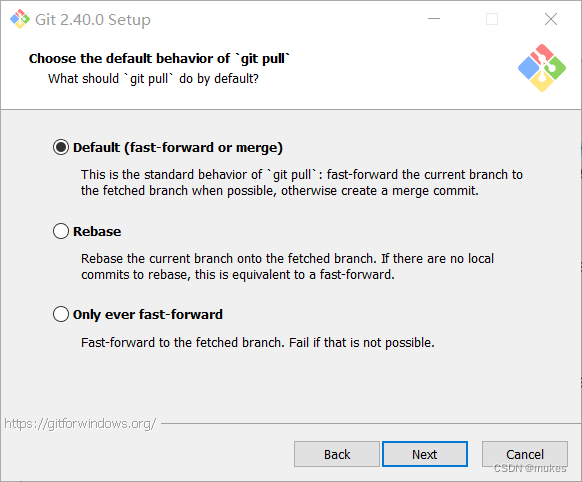 Git 2.40.0 Setup
Choose the default behavior of `git pull`
What should `git pull` do by default?
Default (fast-forward or merge)
This is the standard behavior of `git pull`: fast-forward the current branch to
the fetched branch when possible, otherwise create a merge commit.
Rebase
Rebase the current branch onto the fetched branch. If there are no local
commits to rebase, this is equivalent to a fast-forward.
Only ever fast-forward
Fast-forward to the fetched branch. Fail if that is not possible.
https://gitforwindows.org/
Back
Next
Cancel
CSDN @mukes